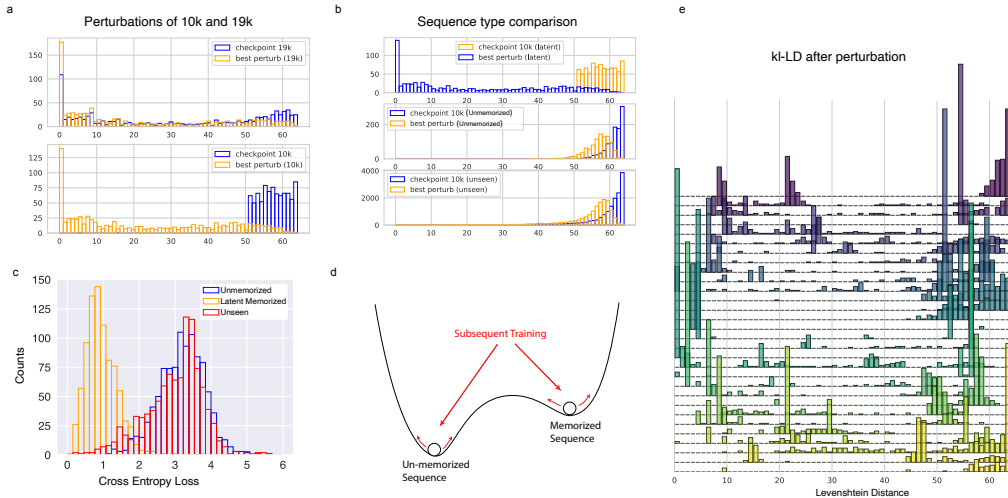 a
Perturbations of 10k and 19k
150
100
50
0
checkpoint 19k
best perturb (19k)
0 10 20 30 40 50 60
125
100
75
50
25
0
checkpoint 10k
best perturb (10k)
0 10 20 30 40 50 60
b
Sequence type comparison
100
50
0
checkpoint 10k (latent)
best perturb (latent)
0 10 20 30 40 50 60
200
0
checkpoint 10k (Unmemorized)
best perturb (Unmemorized)
0 10 20 30 40 50 60
4000
2000
0
checkpoint 10k (unseen)
best perturb (unseen)
0 10 20 30 40 50 60
c
Counts
150
125
100
75
50
25
0
Unmemorized
Latent Memorized
Unseen
0 1 2 3 4 5 6
Cross Entropy Loss
d
Subsequent Training
Memorized
Sequence
Un-memorized
Sequence
e
kl-LD after perturbation
0 10 20 30 40 50 60
Levenshtein Distance